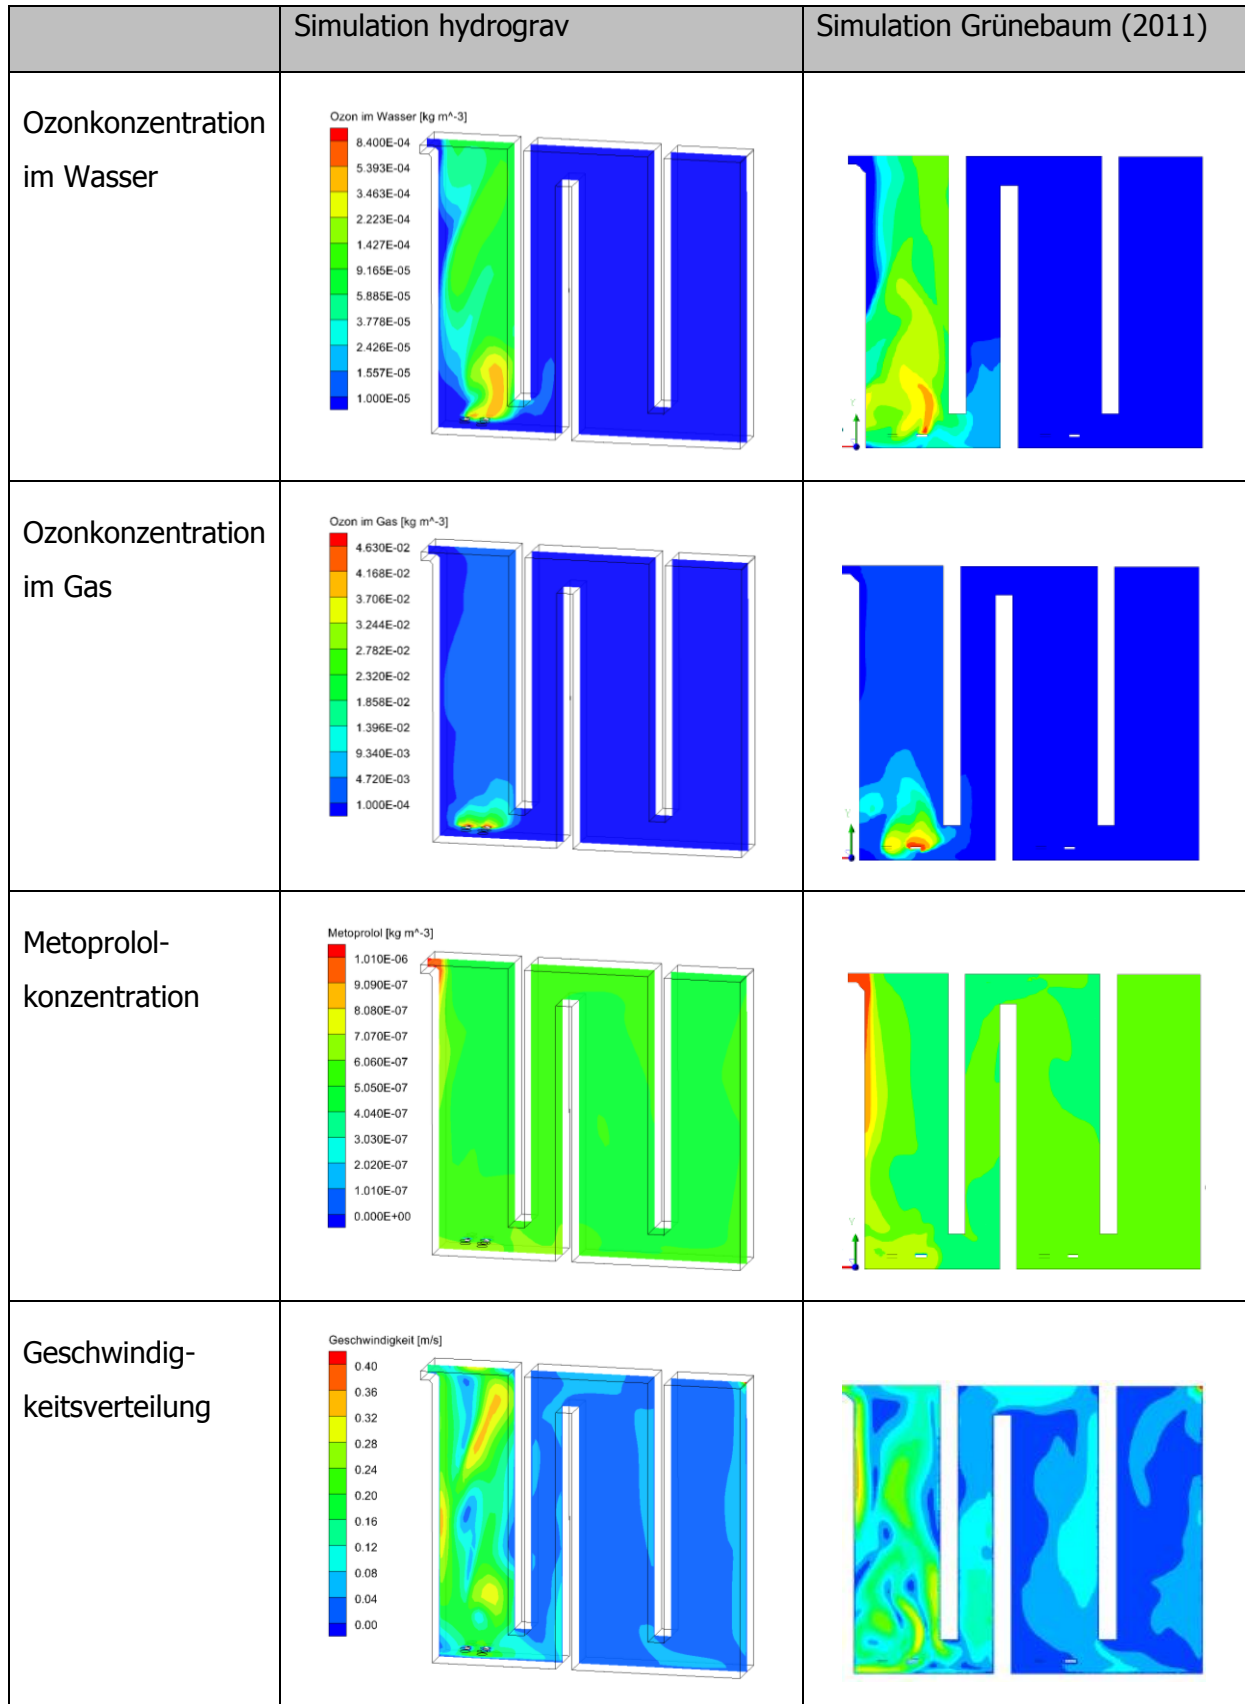 Simulation hydrograv
Simulation Grünebaum (2011)
Ozonkonzentration
im Wasser
Ozon im Wasser [kg m^-3]
8.400E-04
5.393E-04
3.463E-04
2.223E-04
1.427E-04
9.165E-05
5.885E-05
3.778E-05
2.426E-05
1.557E-05
1.000E-05
Y
Ozonkonzentration
im Gas
Ozon im Gas [kg m^-3]
4.630E-02
4.168E-02
3.706E-02
3.244E-02
2.782E-02
2.320E-02
1.858E-02
1.396E-02
9.340E-03
4.720E-03
1.000E-04
Y
Metoprolol-
konzentration
Metoprolol [kg m^-3]
1.010E-06
9.090E-07
8.080E-07
7.070E-07
6.060E-07
5.050E-07
4.040E-07
3.030E-07
2.020E-07
1.010E-07
0.000E+00
Y
Geschwindig-
keitsverteilung
Geschwindigkeit [m/s]
0.40
0.36
0.32
0.28
0.24
0.20
0.16
0.12
0.08
0.04
0.00